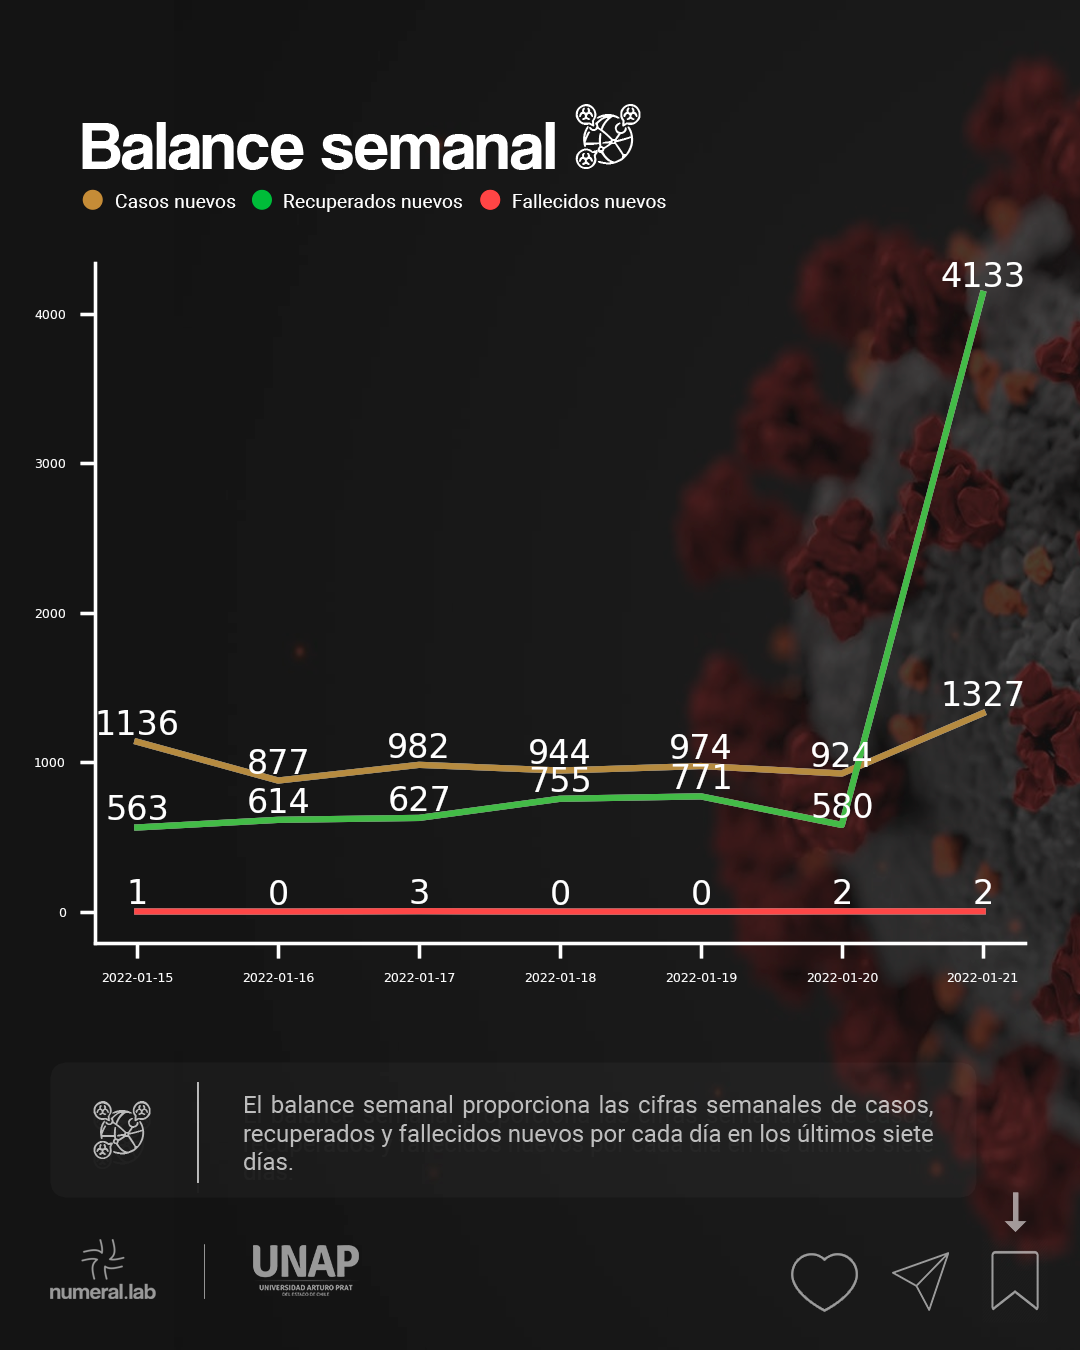 Balance semanal
Casos nuevos Recuperados nuevos Fallecidos nuevos
4133
4000
3000
2000
1327
1136
982
974
944
924
877
1000
771
755
627
614
580
563
1 0 3 0 0 2 2
0
2022-01-15 2022-01-16 2022-01-17 2022-01-18 2022-01-19 2022-01-20 2022-01-21
El balance semanal proporciona las cifras semanales de casos,
recuperados y fallecidos nuevos por cada día en los últimos siete
días.
numeral.lab
UNAP
UNIVERSIDAD ARTURO PRAT
DEL ESTADO DE CHILE